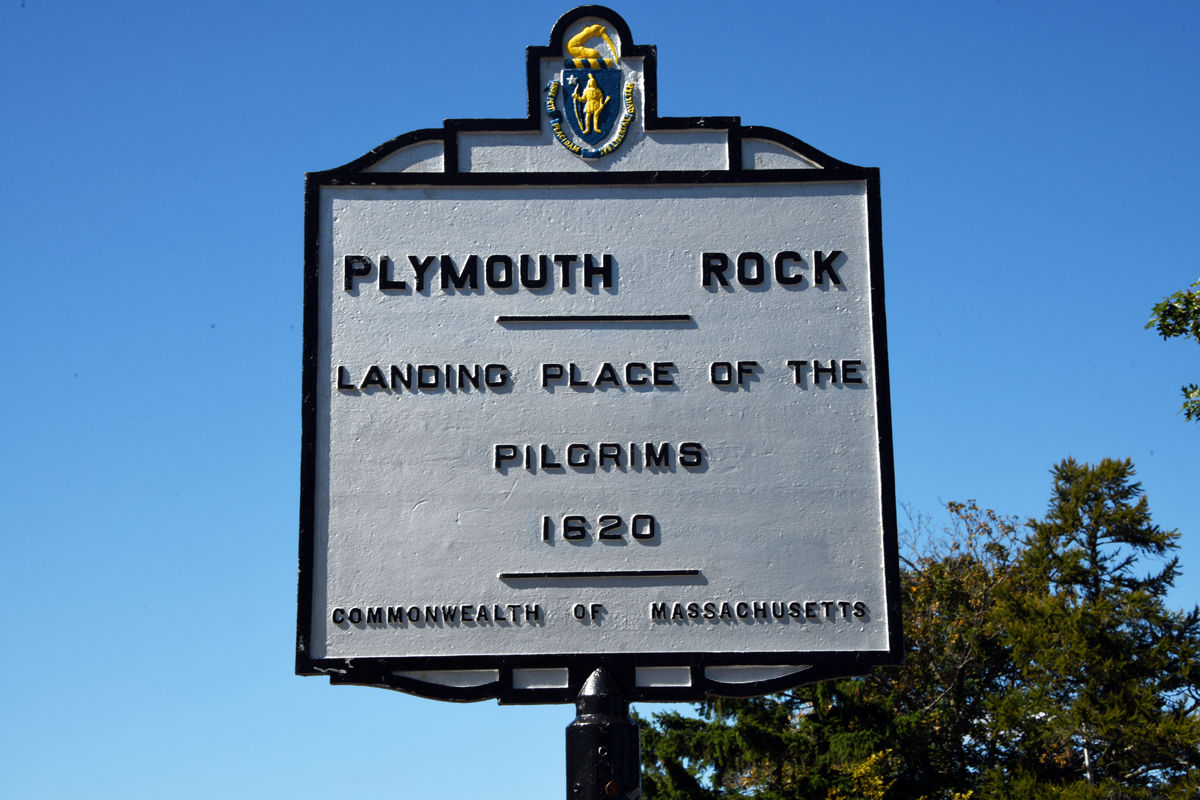 PLYMOUTH ROCK
LANDING PLACE OF THE
PILGRIMS
1620
COMMONWEALTH OF MASSACHUSETTS